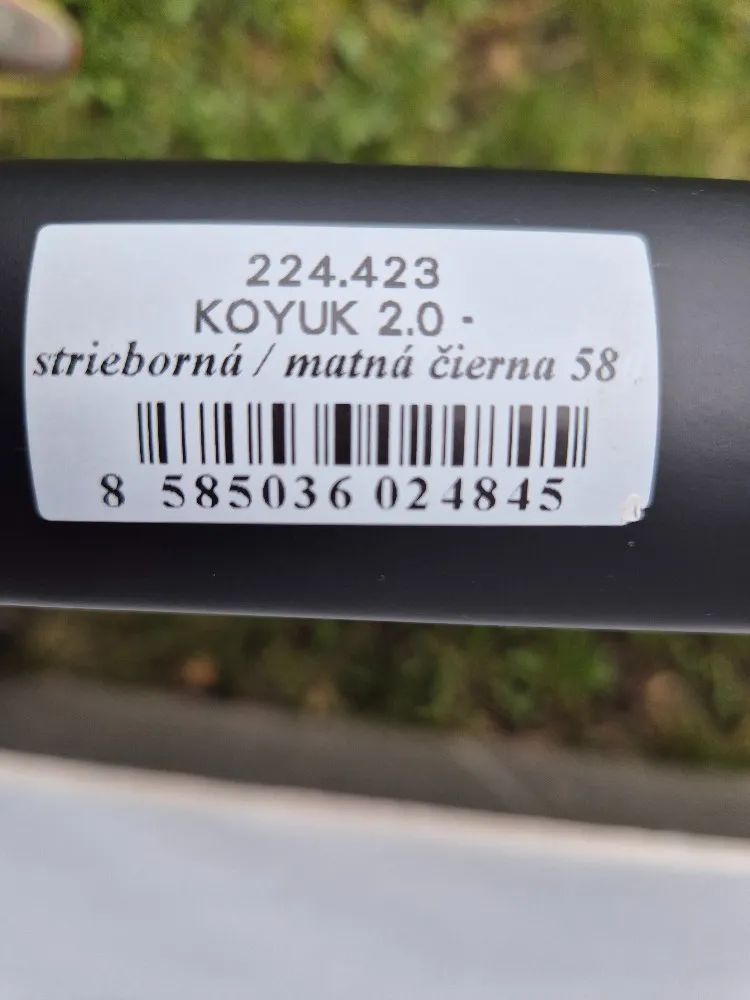 224.423
KOYUK 2.0 -
strieborná / matná čierna 58
8 585036 024845